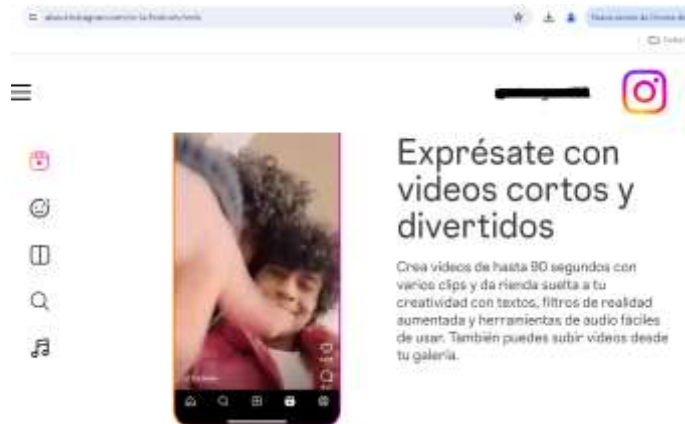 Exprésate con
videos cortos y
divertidos
Crea videos de hasta 90 segundos con
varios clips y da rienda suelta a tu
creatividad con textos, filtros de realidad
aumentada y herramientas de audio fáciles
de usar. También puedes subir videos desde
tu galería.